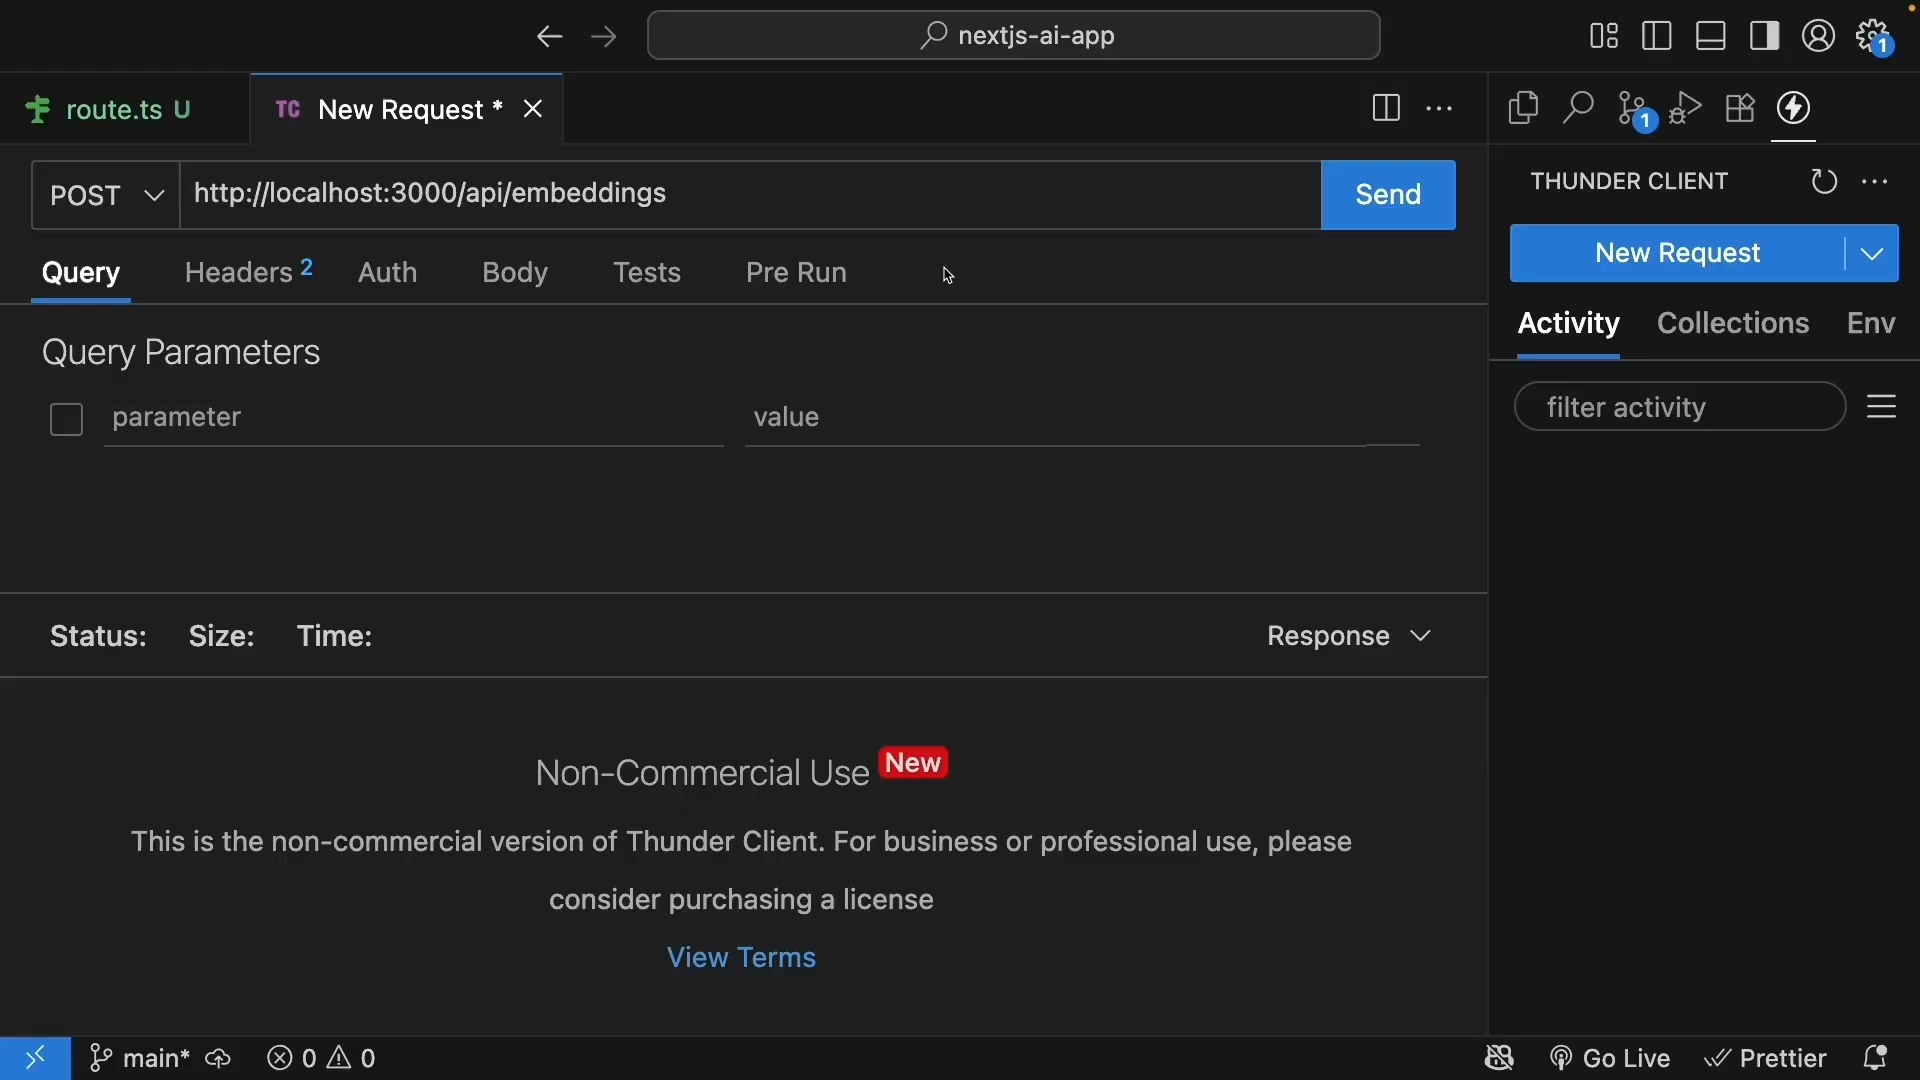 nextjs-ai-app
1
route.ts U
TC New Request *
1
POST
http://localhost:3000/api/embeddings
Send
THUNDER CLIENT
New Request
Query
Headers 2
Auth
Body
Tests
Pre Run
Activity
Collections
Env
Query Parameters
parameter
value
filter activity
Status:
Size:
Time:
Response
Non-Commercial Use New
This is the non-commercial version of Thunder Client. For business or professional use, please
consider purchasing a license
View Terms
main*
0
0
Go Live
Prettier